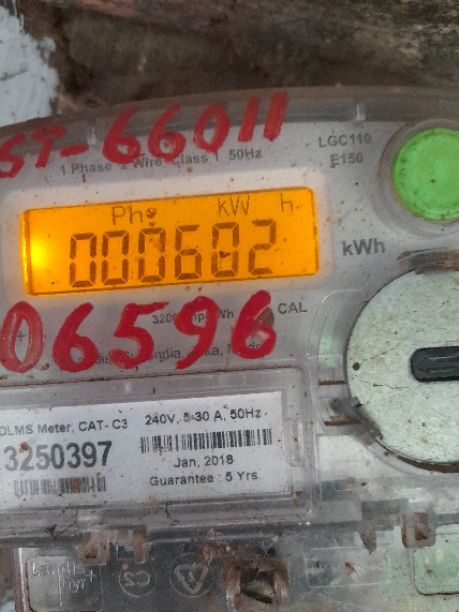 ST-66011
LGC110
E150
1 Phase 2 Wire Class 1 50Hz
Ph: kW h
000602
kWh
06596
CAL
DLMS Meter, CAT- C3
240V, 5-30 A, 50Hz
3250397
Jan, 2018
Guarantee : 5 Yrs